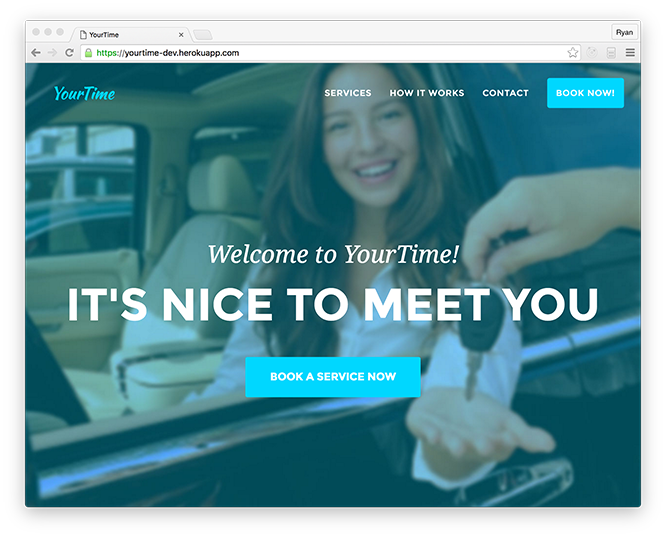 YourTime
Ryan
https://yourtime-dev.herokuapp.com
YourTime
SERVICES
HOW IT WORKS
CONTACT
BOOK NOW!
Welcome to YourTime!
IT'S NICE TO MEET YOU
BOOK A SERVICE NOW